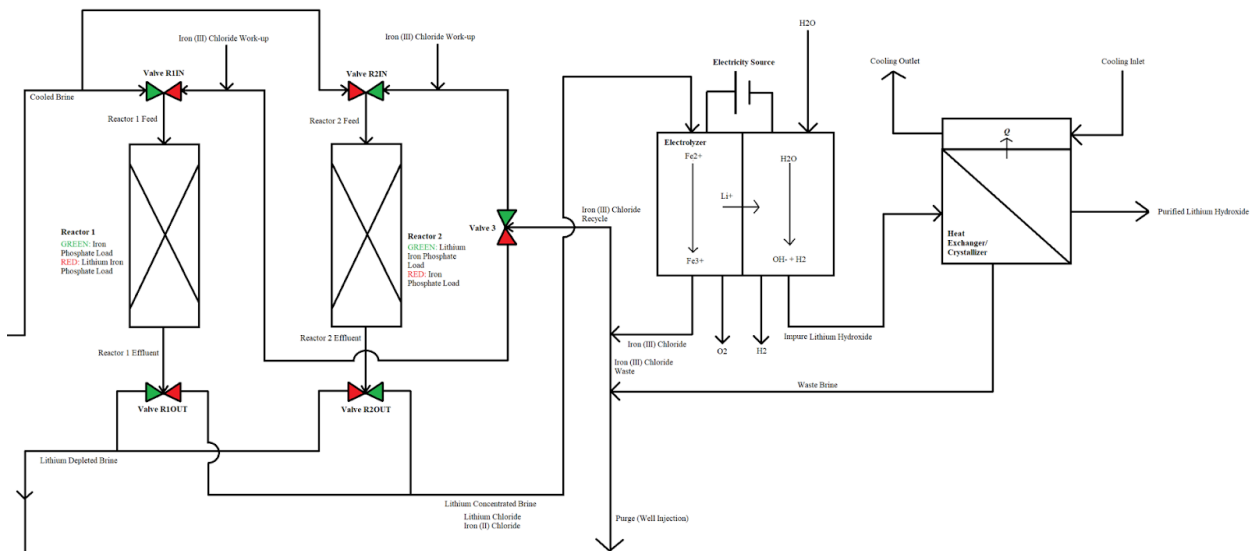 Iron (III) Chloride Work-up
Iron (III) Chloride Work-up
H2O
Valve R1IN
Valve R2IN
Electricity Source
Cooling Outlet
Cooling Inlet
Cooled Brine
Reactor 1 Feed
Reactor 2 Feed
Electrolyzer
Fe2+
H2O
Q
Li+
Iron (III) Chloride
Recycle
Purified Lithium Hydroxide
Reactor 1
GREEN: Iron
Phosphate Load
RED: Lithium Iron
Phosphate Load
Reactor 2
GREEN: Lithium
Iron Phosphate
Load
RED: Iron
Phosphate Load
Valve 3
Heat
Exchanger/
Crystallizer
Fe3+
OH- + H2
Reactor 1 Effluent
Reactor 2 Effluent
Iron (III) Chloride
O2
H2
Impure Lithium Hydroxide
Iron (III) Chloride
Waste
Waste Brine
Valve R1OUT
Valve R2OUT
Lithium Depleted Brine
Lithium Concentrated Brine
Lithium Chloride
Iron (II) Chloride
Purge (Well Injection)